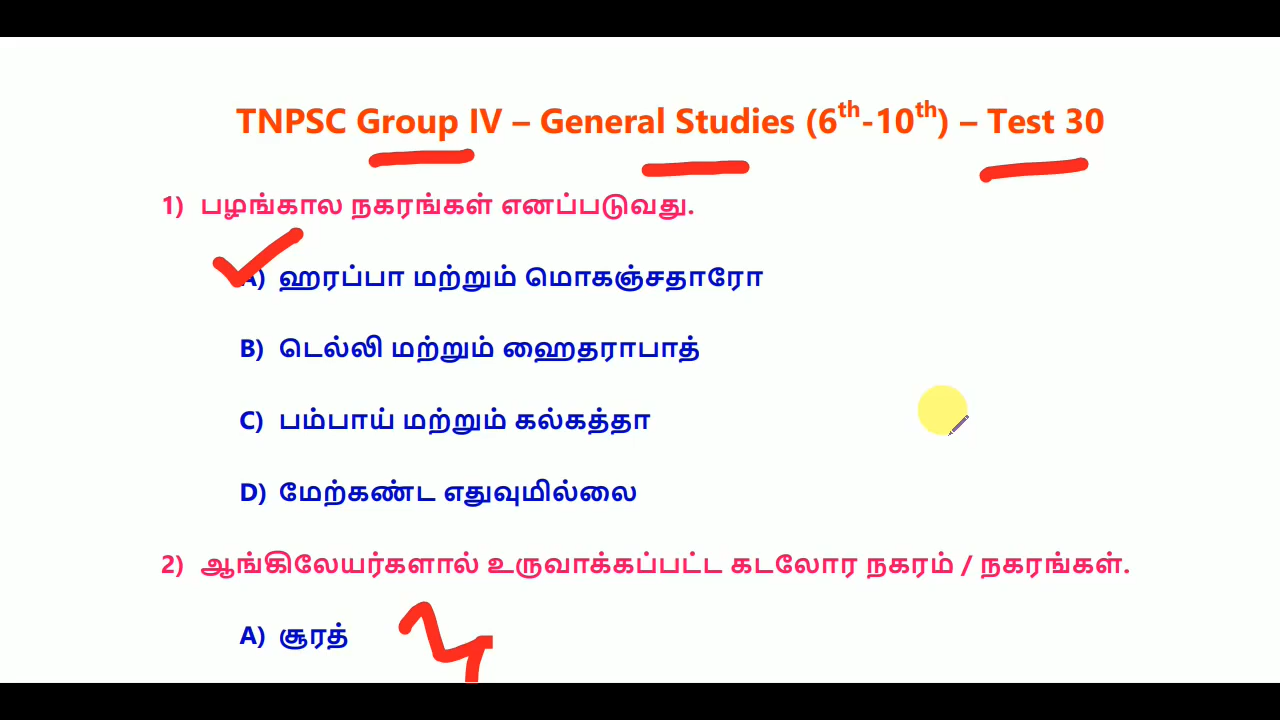 TNPSC Group IV – General Studies (6th-10th) – Test 30
1) பழங்கால நகரங்கள் எனப்படுவது.
A) ஹரப்பா மற்றும் மொகஞ்சதாரோ
B) டெல்லி மற்றும் ஹைதராபாத்
C) பம்பாய் மற்றும் கல்கத்தா
D) மேற்கண்ட எதுவுமில்லை
2) ஆங்கிலேயர்களால் உருவாக்கப்பட்ட கடலோர நகரம் / நகரங்கள்.
A) சூரத்